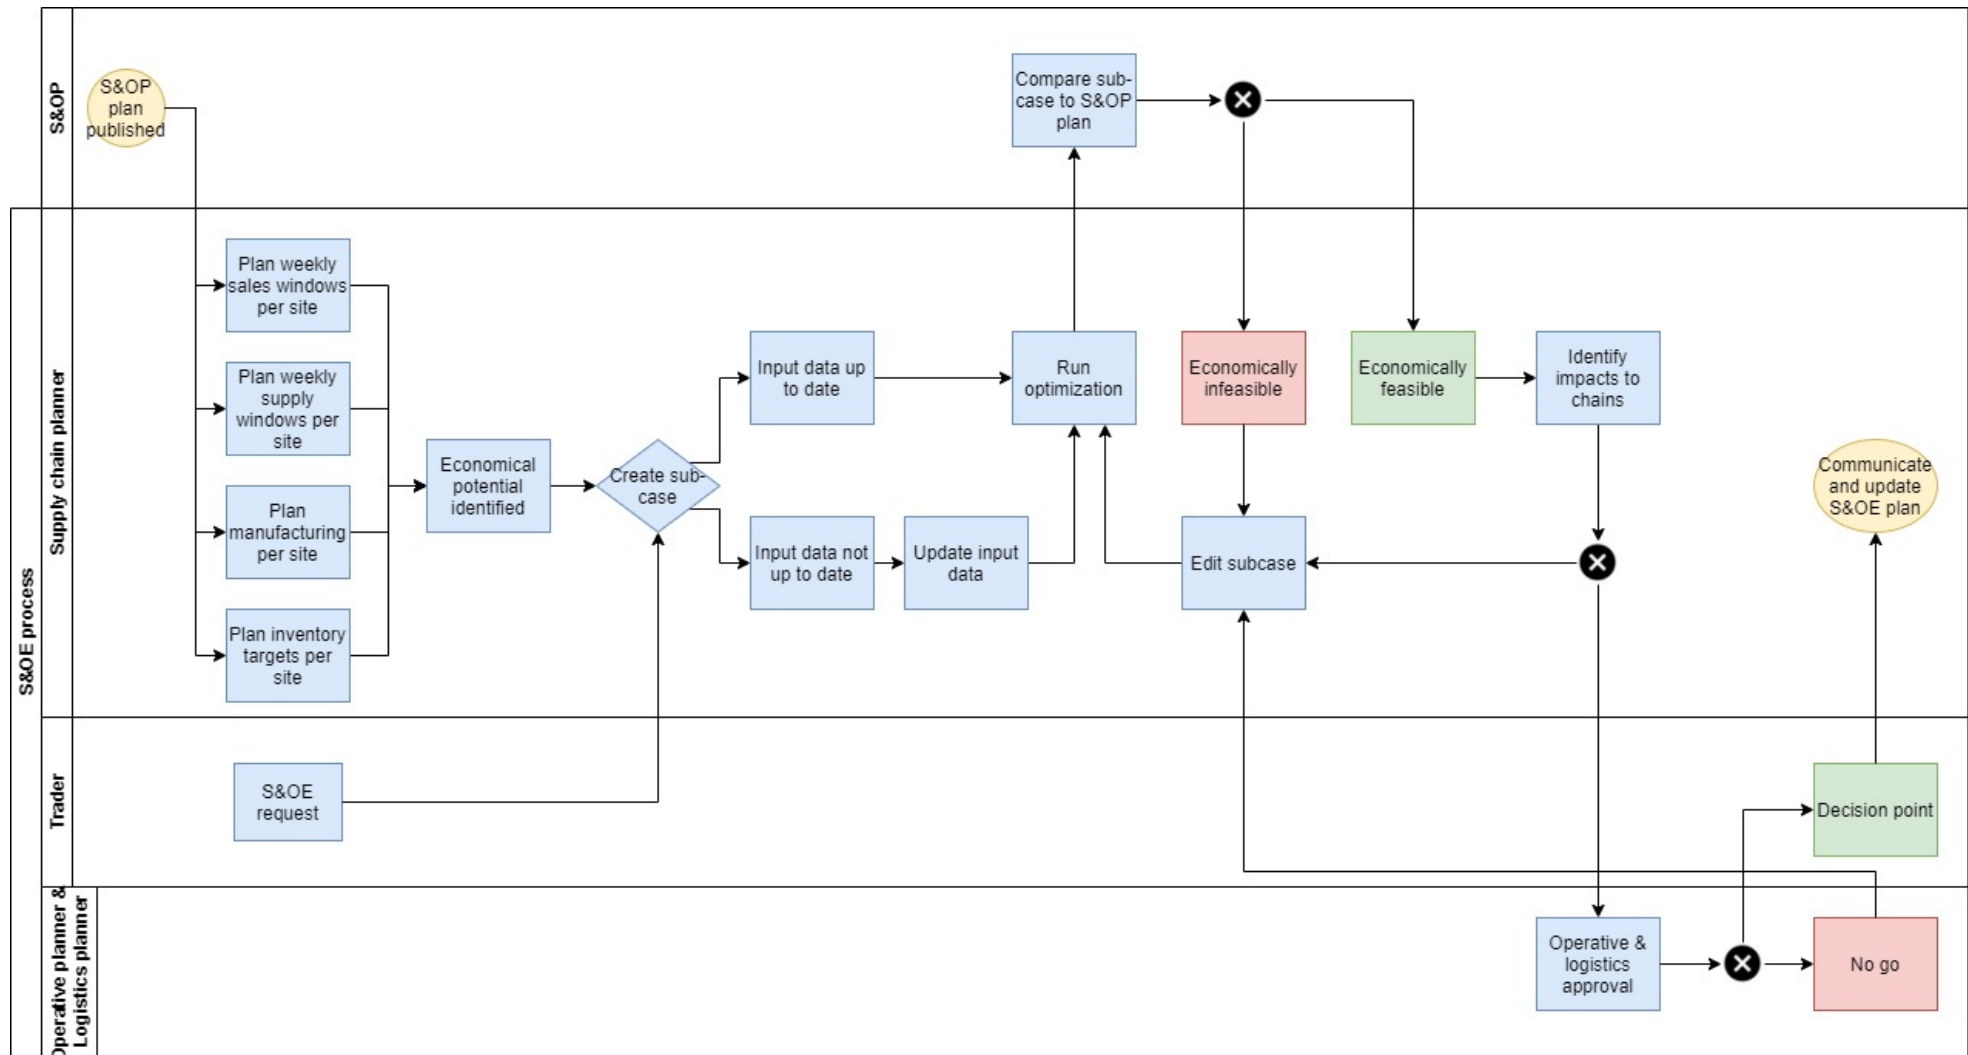 S&OP
S&OP
plan
published
Compare sub-
case to S&OP
plan
S&OE process
Supply chain planner
Plan weekly
sales windows
per site
Plan weekly
supply
windows per
site
Plan
manufacturing
per site
Plan inventory
targets per
site
Economical
potential
identified
Create sub-
case
Input data up
to date
Input data not
up to date
Update input
data
Run
optimization
Economically
infeasible
Economically
feasible
Identify
impacts to
chains
Edit subcase
Communicate
and update
S&OE plan
Trader
S&OE
request
Decision point
Operative planner &
Logistics planner
Operative &
logistics
approval
No go